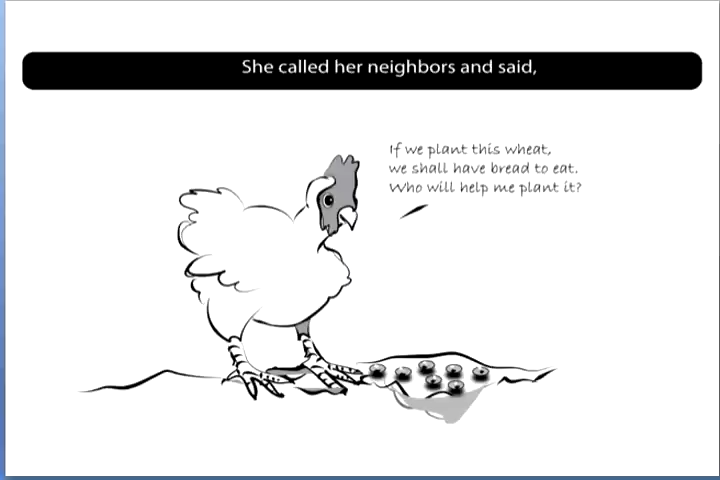 She called her neighbors and said,
If we plant this wheat,
we shall have bread to eat.
Who will help me plant it?